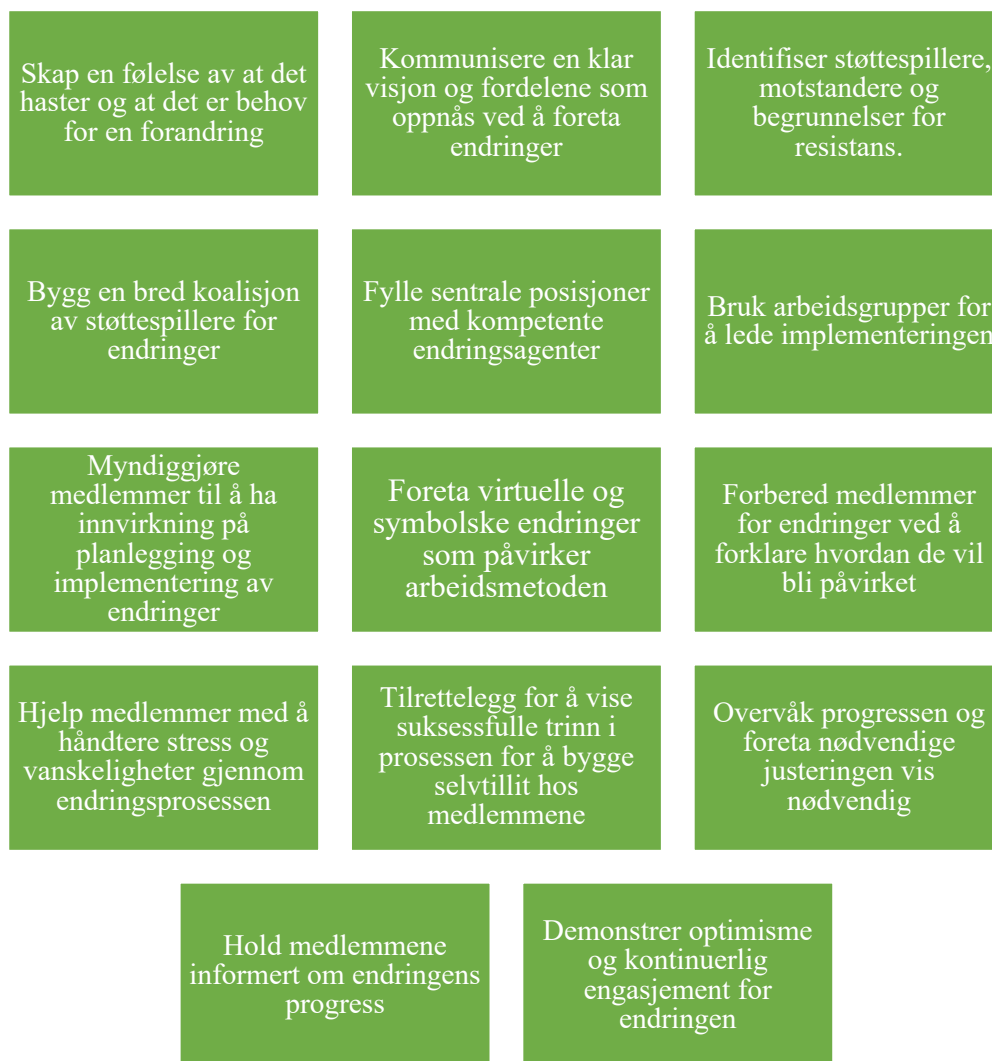 Skap en følelse av at det
haster og at det er behov
for en forandring
Kommunisere en klar
visjon og fordelene som
oppnås ved å foreta
endringer
Identifiser støttespillere,
motstandere og
begrunnelser for
resistans.
Bygg en bred koalisjon
av støttespillere for
endringer
Fylle sentrale posisjoner
med kompetente
endringsagenter
Bruk arbeidsgrupper for
å lede implementeringen
Myndiggjøre
medlemmer til å ha
innvirkning på
planlegging og
implementering av
endringer
Foreta virtuelle og
symbolske endringer
som påvirker
arbeidsmetoden
Forbered medlemmer
for endringer ved å
forklare hvordan de vil
bli påvirket
Hjelp medlemmer med å
håndtere stress og
vanskeligheter gjennom
endringsprosessen
Tilrettelegg for å vise
suksessfulle trinn i
prosessen for å bygge
selvtillit hos
medlemmene
Overvåk progressen og
foreta nødvendige
justeringen vis
nødvendig
Hold medlemmene
informert om endringens
progress
Demonstrer optimisme
og kontinuerlig
engasjement for
endringen